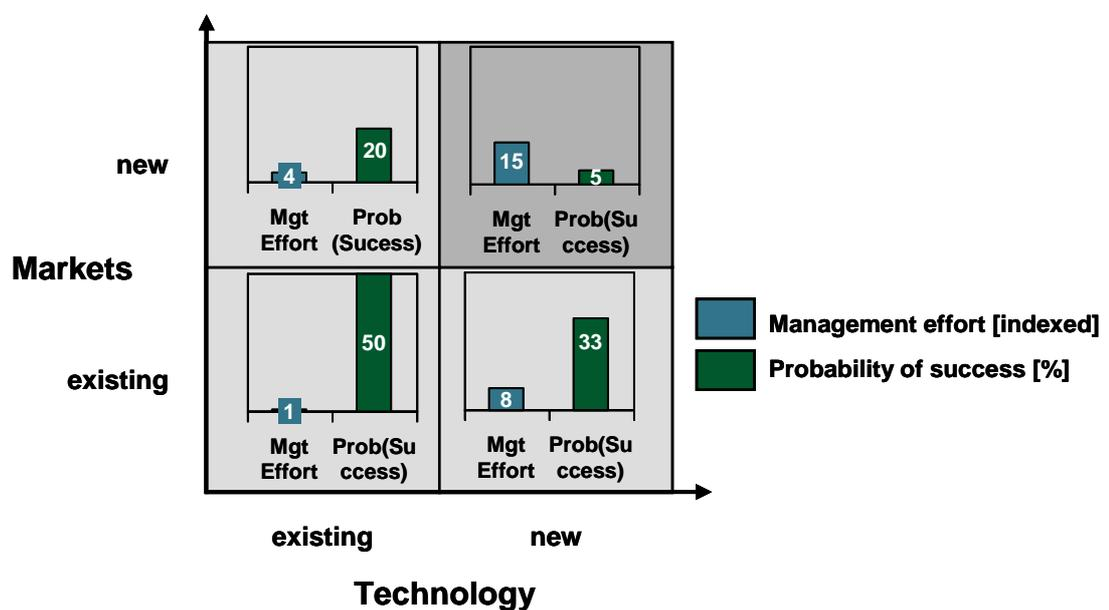 new
4
20
Mgt
Effort
Prob
(Sucess)
15
5
Mgt
Effort
Prob(Su
ccess)
Markets
existing
1
50
Mgt
Effort
Prob(Su
ccess)
8
33
Mgt
Effort
Prob(Su
ccess)
Management effort [indexed]
Probability of success [%]
existing
new
Technology